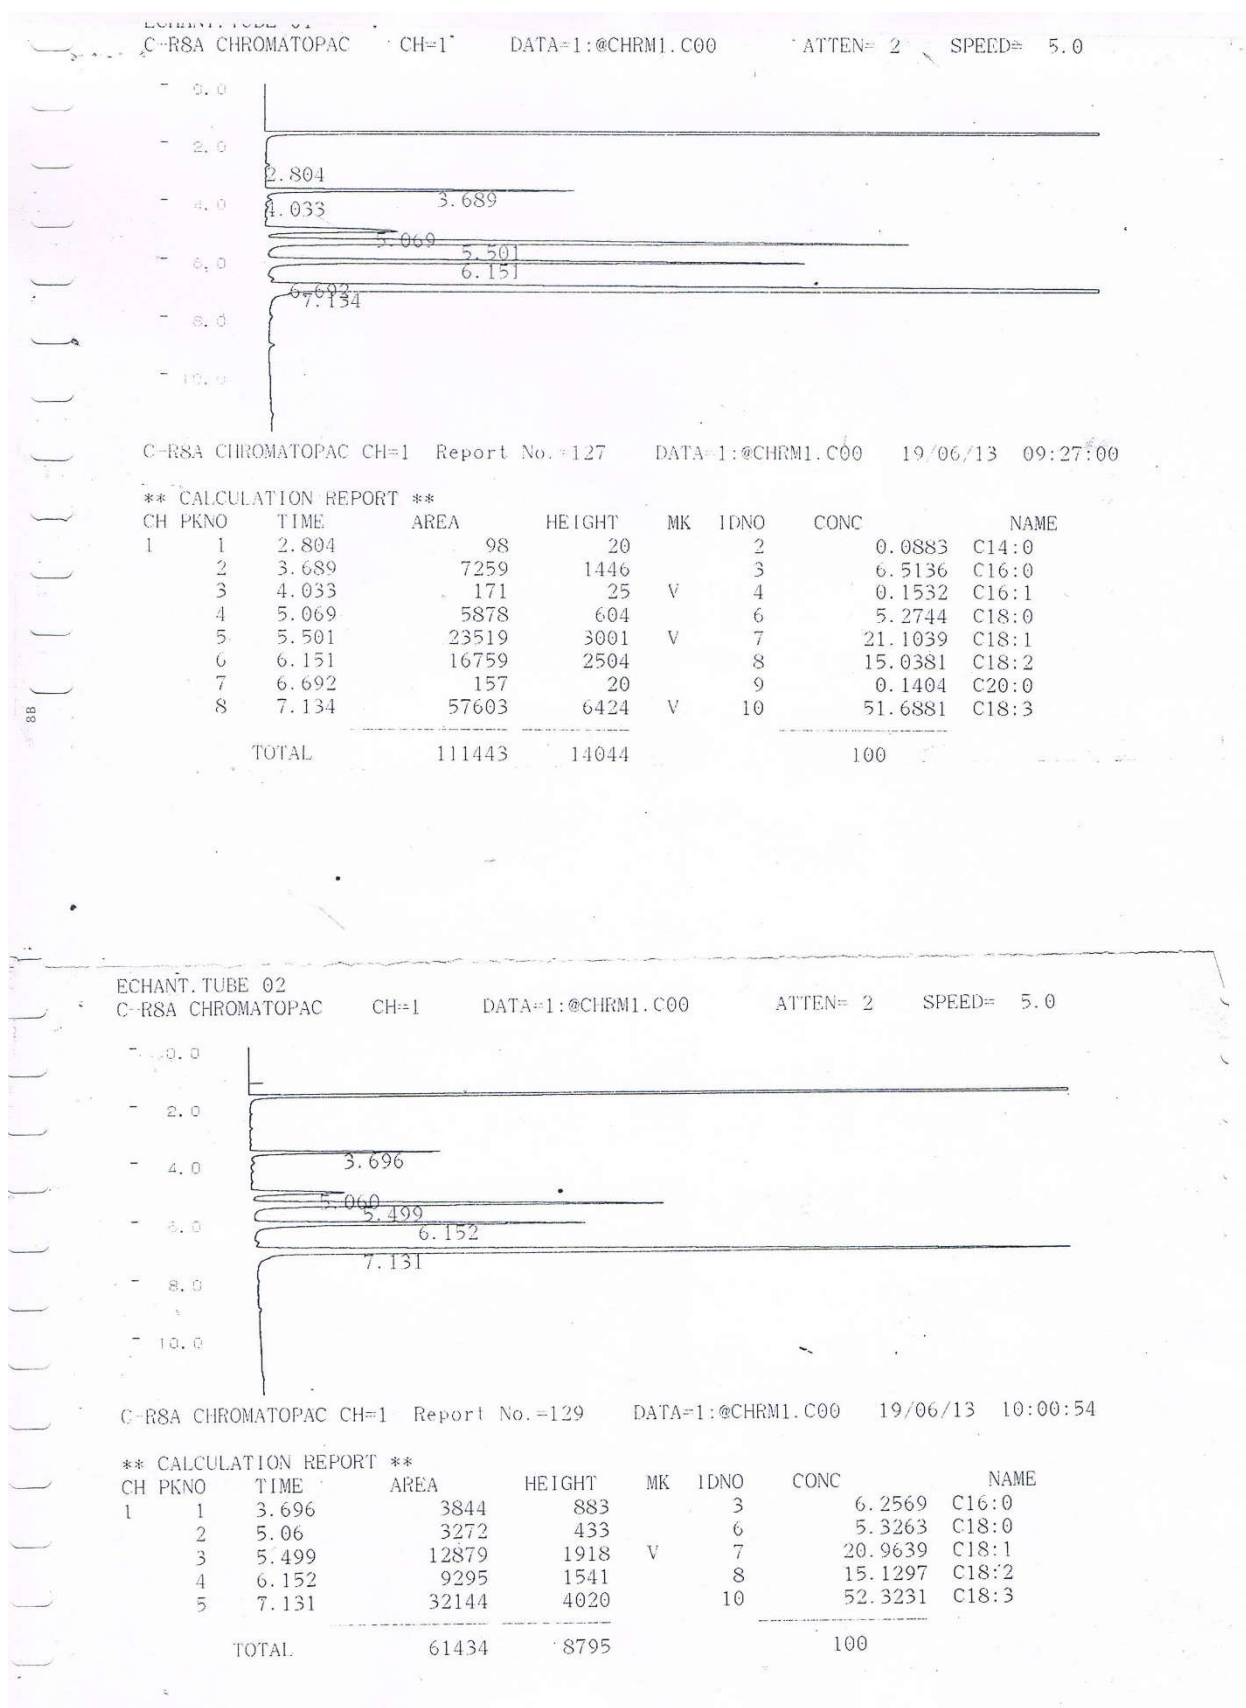 ECHANT. TUBE 01
C-R8A CHROMATOPAC CH=1 DATA=1:@CHRM1.C00 ATTEN= 2 SPEED= 5.0
0.0
2.0
2.804
3.689
4.0
4.033
5.069
5.501
6.0
6.151
6.692
7.134
8.0
10.0
C-R8A CHROMATOPAC CH=1 Report No.=127 DATA=1:@CHRM1.C00 19/06/13 09:27:00
** CALCULATION REPORT **
CH PKNO TIME AREA HEIGHT MK IDNO CONC NAME
1 1 2.804 98 20 2 0.0883 C14:0
2 3.689 7259 1446 3 6.5136 C16:0
3 4.033 171 25 V 4 0.1532 C16:1
4 5.069 5878 604 6 5.2744 C18:0
5 5.501 23519 3001 V 7 21.1039 C18:1
6 6.151 16759 2504 8 15.0381 C18:2
7 6.692 157 20 9 0.1404 C20:0
8 7.134 57603 6424 V 10 51.6881 C18:3
TOTAL 111443 14044 100
8B
ECHANT. TUBE 02
C-R8A CHROMATOPAC CH=1 DATA=1:@CHRM1.C00 ATTEN= 2 SPEED= 5.0
0.0
2.0
3.696
4.0
5.060
5.499
6.0
6.152
7.131
8.0
10.0
C-R8A CHROMATOPAC CH=1 Report No.=129 DATA=1:@CHRM1.C00 19/06/13 10:00:54
** CALCULATION REPORT **
CH PKNO TIME AREA HEIGHT MK IDNO CONC NAME
1 1 3.696 3844 883 3 6.2569 C16:0
2 5.06 3272 433 6 5.3263 C18:0
3 5.499 12879 1918 V 7 20.9639 C18:1
4 6.152 9295 1541 8 15.1297 C18:2
5 7.131 32144 4020 10 52.3231 C18:3
TOTAL 61434 8795 100